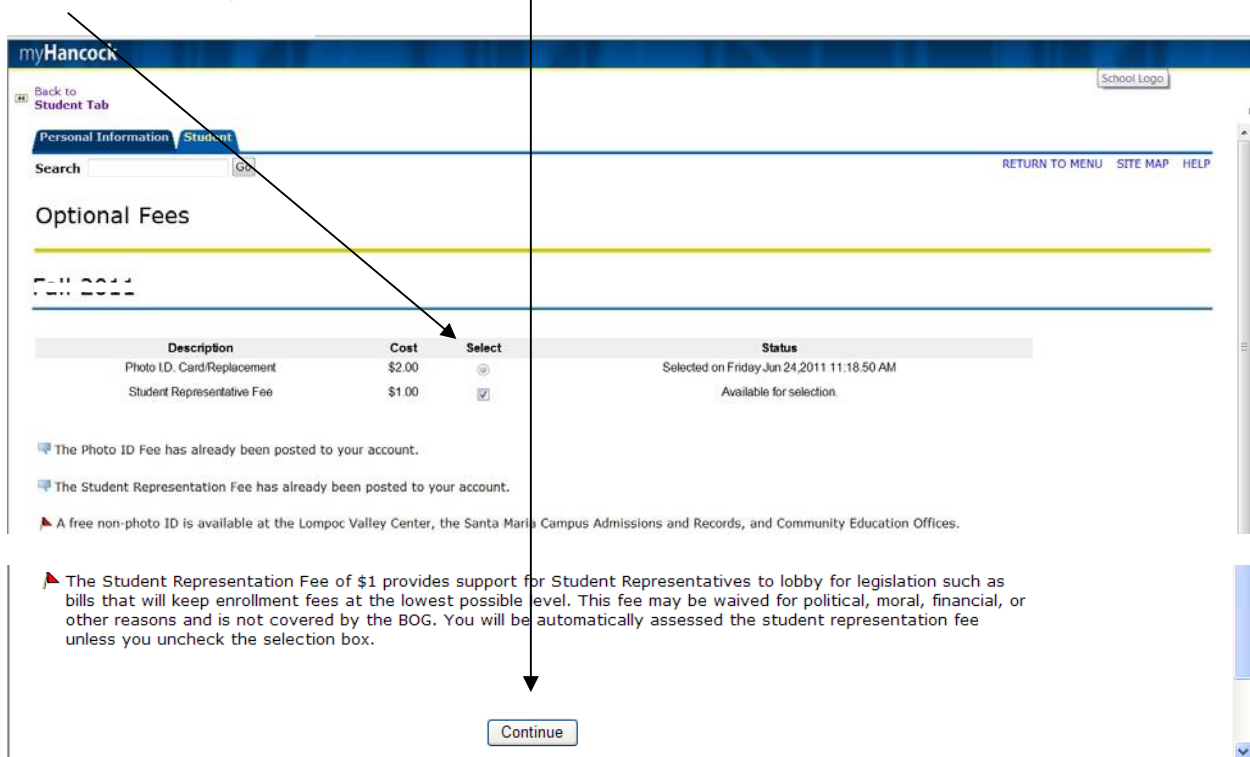 myHancock
School Logo
Back to
Student Tab
Personal Information Student
Search Go RETURN TO MENU SITE MAP HELP
Optional Fees
Fall 2011
Description Cost Select Status
Photo I.D. Card/Replacement $2.00 Selected on Friday Jun 24,2011 11:18.50 AM
Student Representative Fee $1.00 Available for selection.
The Photo ID Fee has already been posted to your account.
The Student Representation Fee has already been posted to your account.
A free non-photo ID is available at the Lompoc Valley Center, the Santa Maria Campus Admissions and Records, and Community Education Offices.
The Student Representation Fee of $1 provides support for Student Representatives to lobby for legislation such as
bills that will keep enrollment fees at the lowest possible level. This fee may be waived for political, moral, financial, or
other reasons and is not covered by the BOG. You will be automatically assessed the student representation fee
unless you uncheck the selection box.
Continue